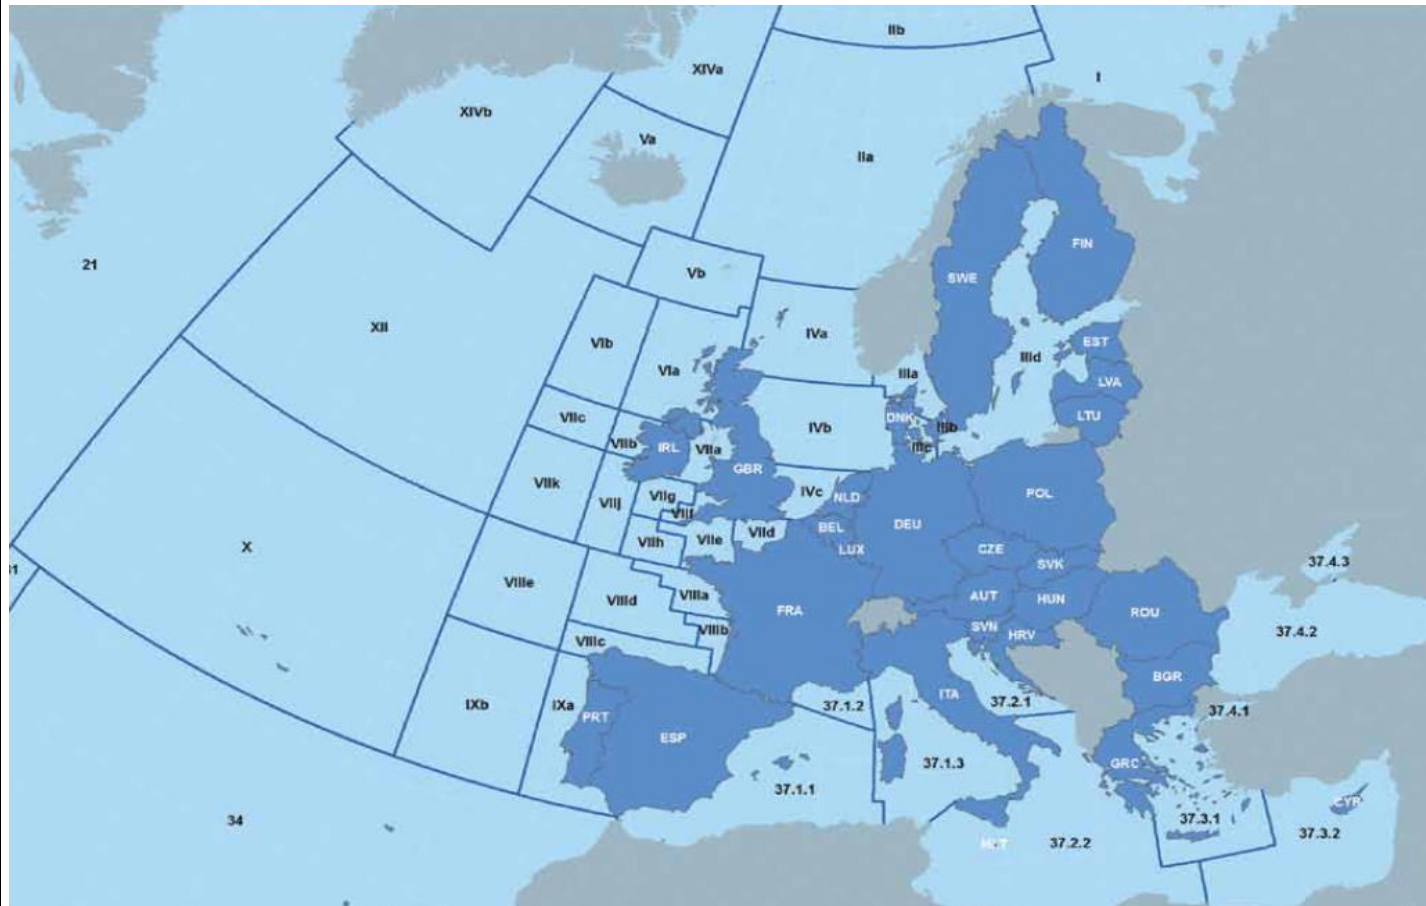 IIb
XIVa
I
XIVb
Va
IIa
21
Vb
FIN
SWE
XII
IVa
VIb
IIId
EST
VIa
IIIa
LVA
VIIc
DNK
LTU
VIIb
IRL
VIIa
IVb
IIIb
IIIc
GBR
VIIk
VIIj
VIIg
IVc
NLD
POL
VIIf
BEL
DEU
X
VIIh
VIIe
VIId
LUX
CZE
SVK
37.4.3
VIIIe
VIIId
VIIIa
FRA
AUT
HUN
ROU
VIIIb
SVN
HRV
37.4.2
VIIIc
BGR
IXb
IXa
PRT
37.1.2
ITA
37.2.1
37.4.1
ESP
37.1.3
GRC
37.1.1
CYP
34
37.3.1
37.3.2
MLT
37.2.2